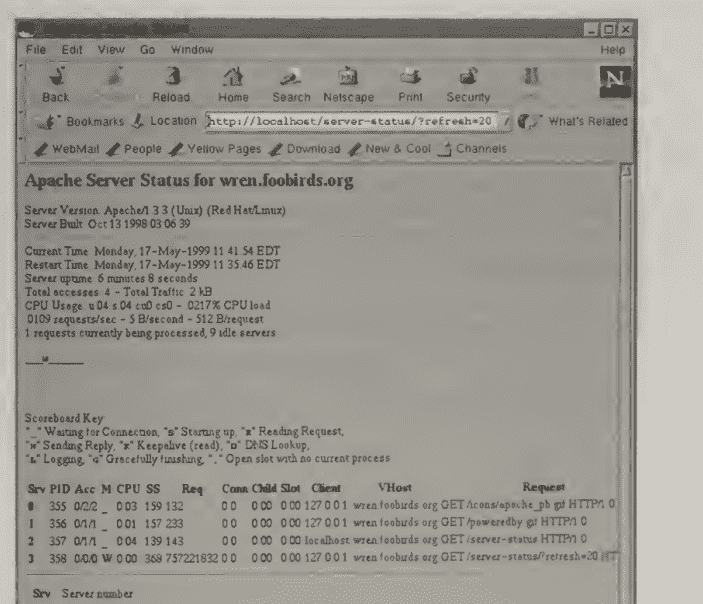 File Edit View Go Window Help
Back Reload Home Search Netscape Print Security N
Bookmarks Location http://localhost/server-status/?refresh=20 What's Related
WebMail People Yellow Pages Download New & Cool Channels
Apache Server Status for wren.foobirds.org
Server Version Apache/1 3 3 (Unix) (Red Hat/Linux)
Server Built Oct 13 1998 03 06 39
Current Time Monday, 17-May-1999 11 41 54 EDT
Restart Time Monday, 17-May-1999 11 35 46 EDT
Server uptime 6 minutes 8 seconds
Total accesses 4 - Total Traffic 2 kB
CPU Usage u 04 s 04 cu0 cs0 - 0217% CPU load
0109 requests/sec - 5 B/second - 512 B/request
1 requests currently being processed, 9 idle servers
___W______
Scoreboard Key
"_" Waiting for Connection, "S" Starting up, "R" Reading Request,
"W" Sending Reply, "K" Keepalive (read), "D" DNS Lookup,
"L" Logging, "G" Gracefully finishing, "." Open slot with no current process
Srv PID Acc M CPU SS Req Conn Child Slot Client VHost Request
0 355 0/2/2 _ 0 03 159 132 0 0 0 00 0 00 127 0 0 1 wren foobirds org GET /icons/apache_pb gif HTTP/1 0
1 356 0/1/1 _ 0 01 157 233 0 0 0 00 0 00 127 0 0 1 wren foobirds org GET /poweredby gif HTTP/1 0
2 357 0/1/1 _ 0 04 139 143 0 0 0 00 0 00 localhost wren foobirds org GET /server-status HTTP/1 0
3 358 0/0/0 W 0 00 368 757221832 0 0 0 00 0 00 127 0 0 1 wren foobirds org GET /server-status/?refresh=20
Srv Server number